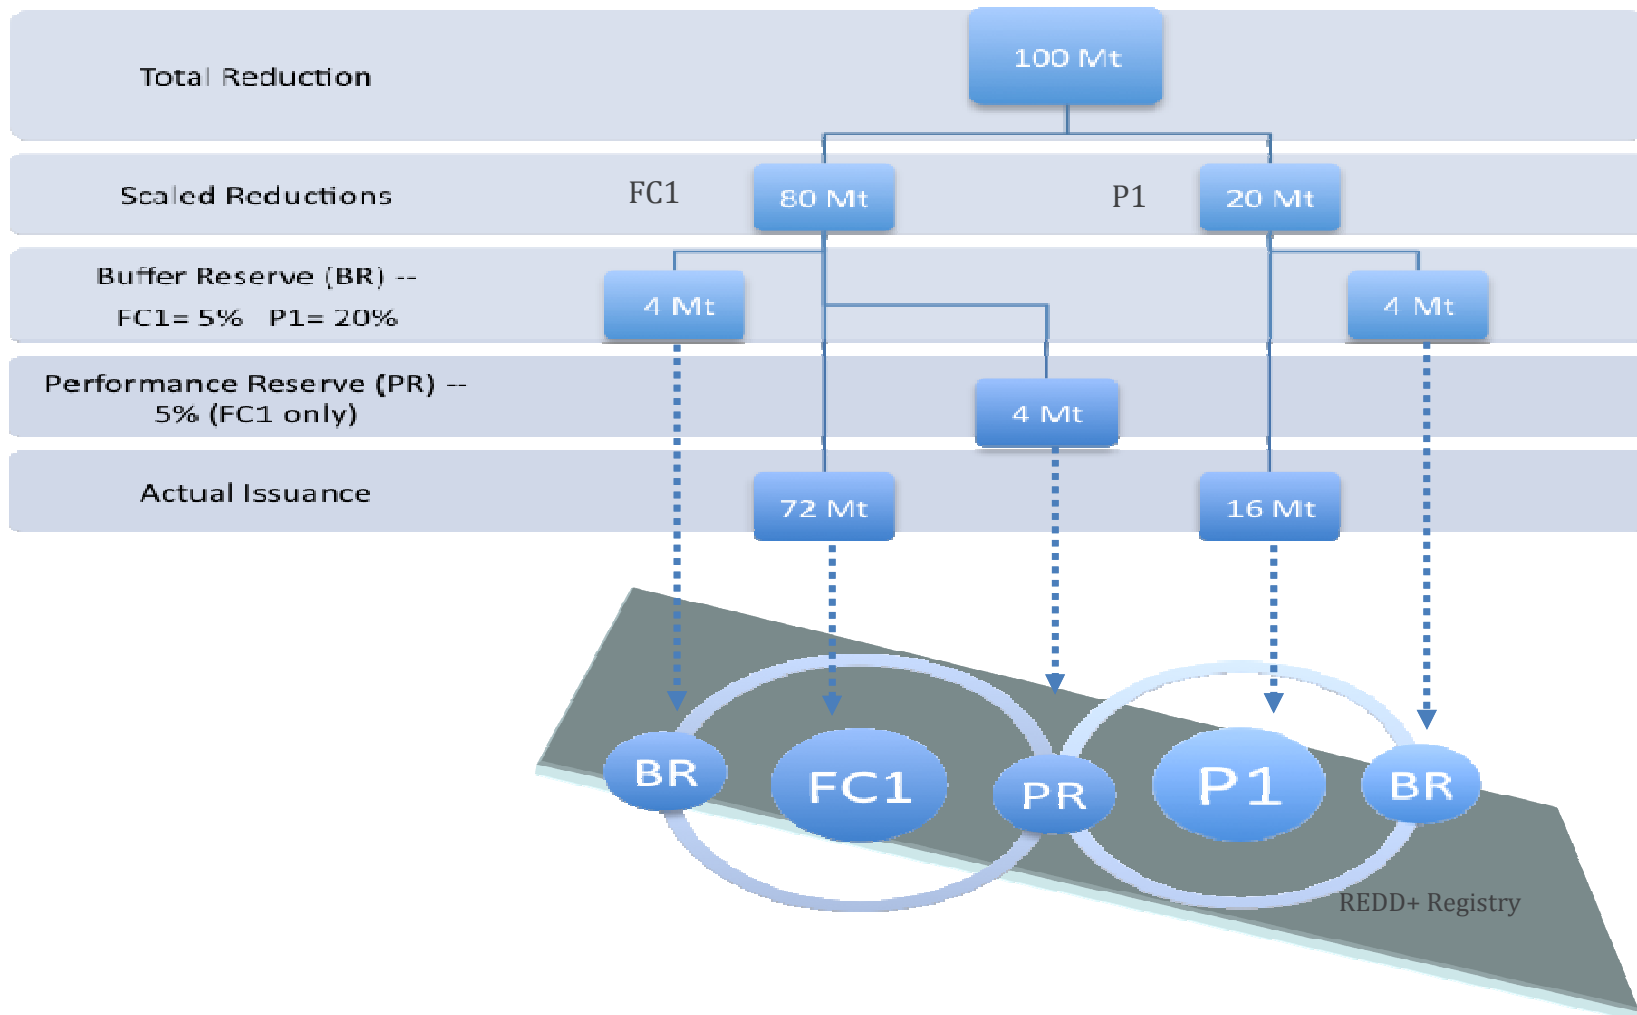 Total Reduction
100 Mt
Scaled Reductions
FC1
80 Mt
P1
20 Mt
Buffer Reserve (BR) --
FC1= 5%   P1= 20%
4 Mt
4 Mt
Performance Reserve (PR) --
5% (FC1 only)
4 Mt
Actual Issuance
72 Mt
16 Mt
BR
FC1
PR
P1
BR
REDD+ Registry